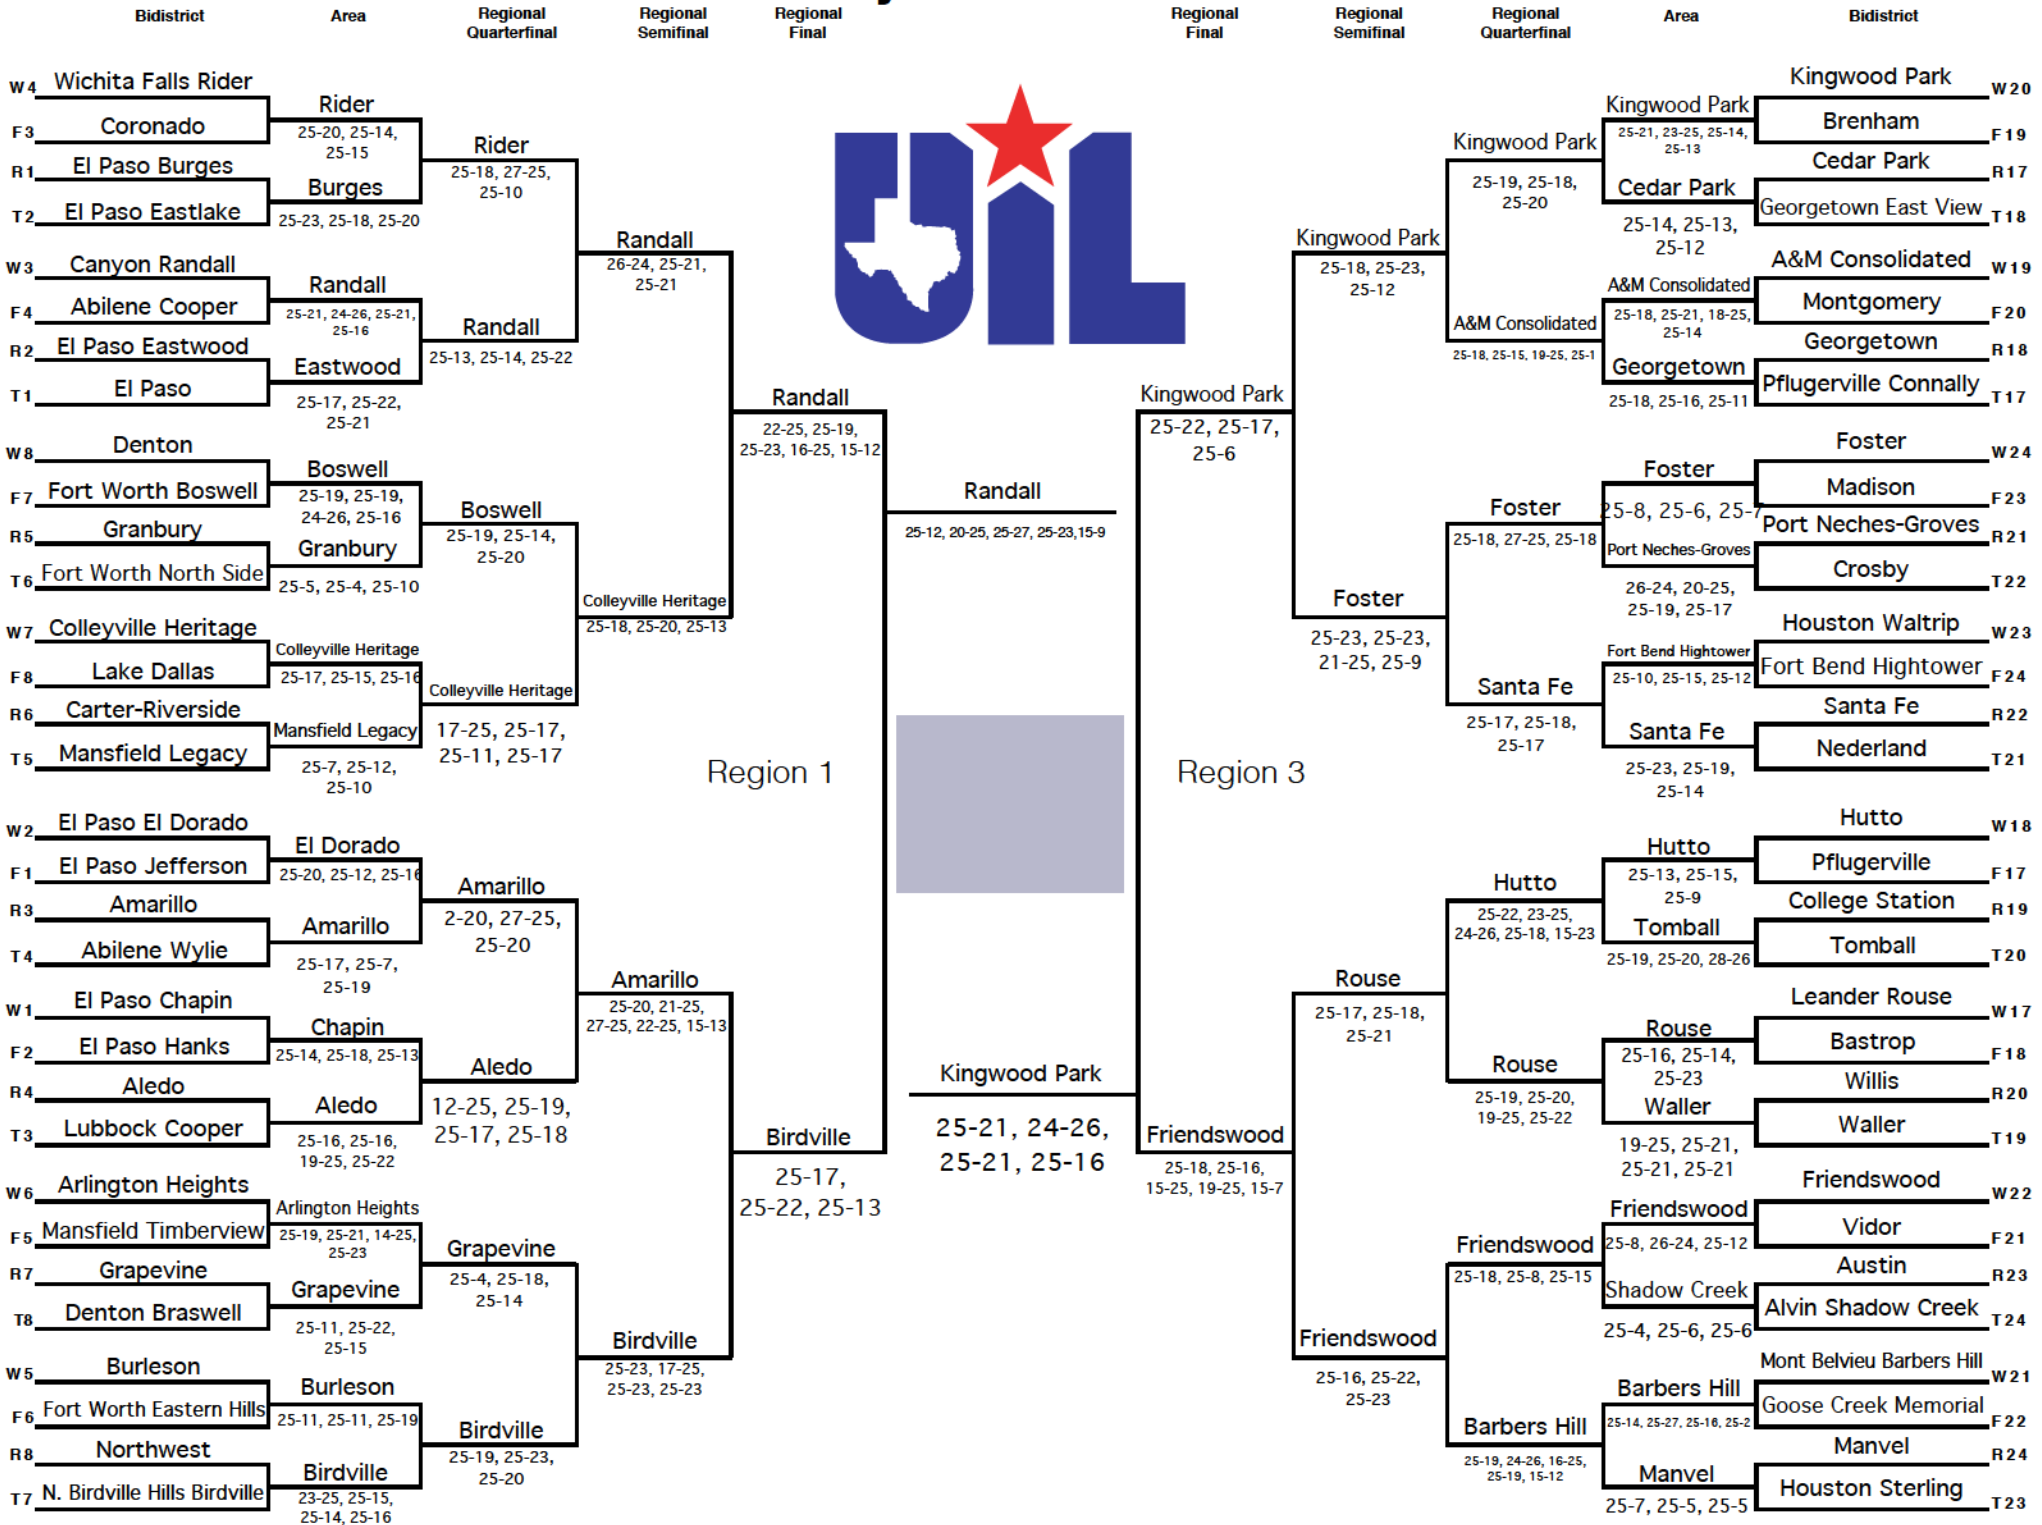 Bidistrict
Area
Regional
Quarterfinal
Regional
Semifinal
Regional
Final
Regional
Final
Regional
Semifinal
Regional
Quarterfinal
Area
Bidistrict
W4 Wichita Falls Rider
F3 Coronado
R1 El Paso Burges
T2 El Paso Eastlake
W3 Canyon Randall
F4 Abilene Cooper
R2 El Paso Eastwood
T1 El Paso
W8 Denton
F7 Fort Worth Boswell
R5 Granbury
T6 Fort Worth North Side
W7 Colleyville Heritage
F8 Lake Dallas
R6 Carter-Riverside
T5 Mansfield Legacy
W2 El Paso El Dorado
F1 El Paso Jefferson
R3 Amarillo
T4 Abilene Wylie
W1 El Paso Chapin
F2 El Paso Hanks
R4 Aledo
T3 Lubbock Cooper
W6 Arlington Heights
F5 Mansfield Timberview
R7 Grapevine
T8 Denton Braswell
W5 Burleson
F6 Fort Worth Eastern Hills
R8 Northwest
T7 N. Birdville Hills Birdville
Rider
25-20, 25-14,
25-15
Burges
25-23, 25-18, 25-20
Randall
25-21, 24-26, 25-21,
25-16
Eastwood
25-17, 25-22,
25-21
Boswell
25-19, 25-19,
24-26, 25-16
Granbury
25-5, 25-4, 25-10
Colleyville Heritage
25-17, 25-15, 25-16
Mansfield Legacy
25-7, 25-12,
25-10
El Dorado
25-20, 25-12, 25-16
Amarillo
25-17, 25-7,
25-19
Chapin
25-14, 25-18, 25-13
Aledo
25-16, 25-16,
19-25, 25-22
Arlington Heights
25-19, 25-21, 14-25,
25-23
Grapevine
25-11, 25-22,
25-15
Burleson
25-11, 25-11, 25-19
Birdville
23-25, 25-15,
25-14, 25-16
Rider
25-18, 27-25,
25-10
Randall
25-13, 25-14, 25-22
Boswell
25-19, 25-14,
25-20
Colleyville Heritage
17-25, 25-17,
25-11, 25-17
Amarillo
2-20, 27-25,
25-20
Aledo
12-25, 25-19,
25-17, 25-18
Grapevine
25-4, 25-18,
25-14
Birdville
25-19, 25-23,
25-20
Randall
26-24, 25-21,
25-21
Colleyville Heritage
25-18, 25-20, 25-13
Amarillo
25-20, 21-25,
27-25, 22-25, 15-13
Birdville
25-23, 17-25,
25-23, 25-23
Randall
22-25, 25-19,
25-23, 16-25, 15-12
Birdville
25-17,
25-22, 25-13
Region 1
UIL
Randall
25-12, 20-25, 25-27, 25-23,15-9
Kingwood Park
25-21, 24-26,
25-21, 25-16
Region 3
Kingwood Park
25-22, 25-17,
25-6
Friendswood
25-18, 25-16,
15-25, 19-25, 15-7
Kingwood Park
25-18, 25-23,
25-12
Foster
25-23, 25-23,
21-25, 25-9
Rouse
25-17, 25-18,
25-21
Friendswood
25-16, 25-22,
25-23
Kingwood Park
25-19, 25-18,
25-20
A&M Consolidated
25-18, 25-15, 19-25, 25-1
Foster
25-18, 27-25, 25-18
Santa Fe
25-17, 25-18,
25-17
Hutto
25-22, 23-25,
24-26, 25-18, 15-23
Rouse
25-19, 25-20,
19-25, 25-22
Friendswood
25-18, 25-8, 25-15
Barbers Hill
25-19, 24-26, 16-25,
25-19, 15-12
Kingwood Park
25-21, 23-25, 25-14,
25-13
Cedar Park
25-14, 25-13,
25-12
A&M Consolidated
25-18, 25-21, 18-25,
25-14
Georgetown
25-18, 25-16, 25-11
Foster
25-8, 25-6, 25-7
Port Neches-Groves
26-24, 20-25,
25-19, 25-17
Fort Bend Hightower
25-10, 25-15, 25-12
Santa Fe
25-23, 25-19,
25-14
Hutto
25-13, 25-15,
25-9
Tomball
25-19, 25-20, 28-26
Rouse
25-16, 25-14,
25-23
Waller
19-25, 25-21,
25-21, 25-21
Friendswood
25-8, 26-24, 25-12
Shadow Creek
25-4, 25-6, 25-6
Barbers Hill
25-14, 25-27, 25-16, 25-2
Manvel
25-7, 25-5, 25-5
Kingwood Park W20
Brenham F19
Cedar Park R17
Georgetown East View T18
A&M Consolidated W19
Montgomery F20
Georgetown R18
Pflugerville Connally T17
Foster W24
Madison F23
Port Neches-Groves R21
Crosby T22
Houston Waltrip W23
Fort Bend Hightower F24
Santa Fe R22
Nederland T21
Hutto W18
Pflugerville F17
College Station R19
Tomball T20
Leander Rouse W17
Bastrop F18
Willis R20
Waller T19
Friendswood W22
Vidor F21
Austin R23
Alvin Shadow Creek T24
Mont Belvieu Barbers Hill W21
Goose Creek Memorial F22
Manvel R24
Houston Sterling T23